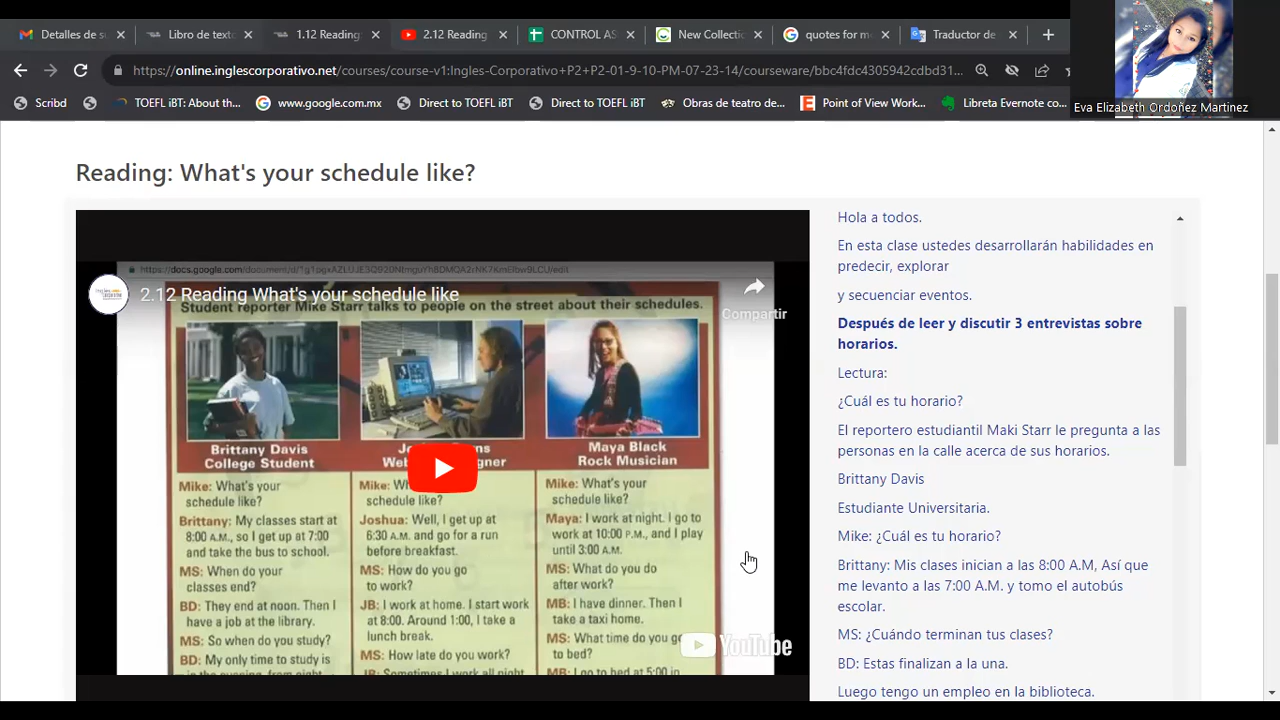 Detalles de su
Libro de texto
1.12 Reading
2.12 Reading
CONTROL AS
New Collecti
quotes for m
Traductor de
https://online.inglescorporativo.net/courses/course-v1:Ingles-Corporativo+P2+P2-01-9-10-PM-07-23-14/courseware/bbc4fdc4305942cdbd31...
Eva Elizabeth Ordoñez Martinez
Scribd
TOEFL iBT: About th...
www.google.com.mx
Direct to TOEFL iBT
Direct to TOEFL iBT
Obras de teatro de...
Point of View Work...
Libreta Evernote co...
Reading: What's your schedule like?
2.12 Reading What's your schedule like
Compartir
Student reporter Mike Starr talks to people on the street about their schedules.
Brittany Davis
College Student
Maya Black
Rock Musician
Mike: What's your
schedule like?
Brittany: My classes start at
8:00 A.M., so I get up at 7:00
and take the bus to school.
MS: When do your
classes end?
BD: They end at noon. Then I
have a job at the library.
MS: So when do you study?
BD: My only time to study is
schedule like?
Joshua: Well, I get up at
6:30 A.M. and go for a run
before breakfast.
MS: How do you go
to work?
JB: I work at home. I start work
at 8:00. Around 1:00, I take a
lunch break.
MS: How late do you work?
JB: Sometimes I work all night
Mike: What's your
schedule like?
Maya: I work at night. I go to
work at 10:00 P.M., and I play
until 3:00 A.M.
MS: What do you do
after work?
MB: I have dinner. Then I
take a taxi home.
MS: What time do you go
to bed?
MB: I go to bed at 5:00 in
YouTube
Hola a todos.
En esta clase ustedes desarrollarán habilidades en
predecir, explorar
y secuenciar eventos.
Después de leer y discutir 3 entrevistas sobre
horarios.
Lectura:
¿Cuál es tu horario?
El reportero estudiantil Maki Starr le pregunta a las
personas en la calle acerca de sus horarios.
Brittany Davis
Estudiante Universitaria.
Mike: ¿Cuál es tu horario?
Brittany: Mis clases inician a las 8:00 A.M, Así que
me levanto a las 7:00 A.M. y tomo el autobús
escolar.
MS: ¿Cuándo terminan tus clases?
BD: Estas finalizan a la una.
Luego tengo un empleo en la biblioteca.